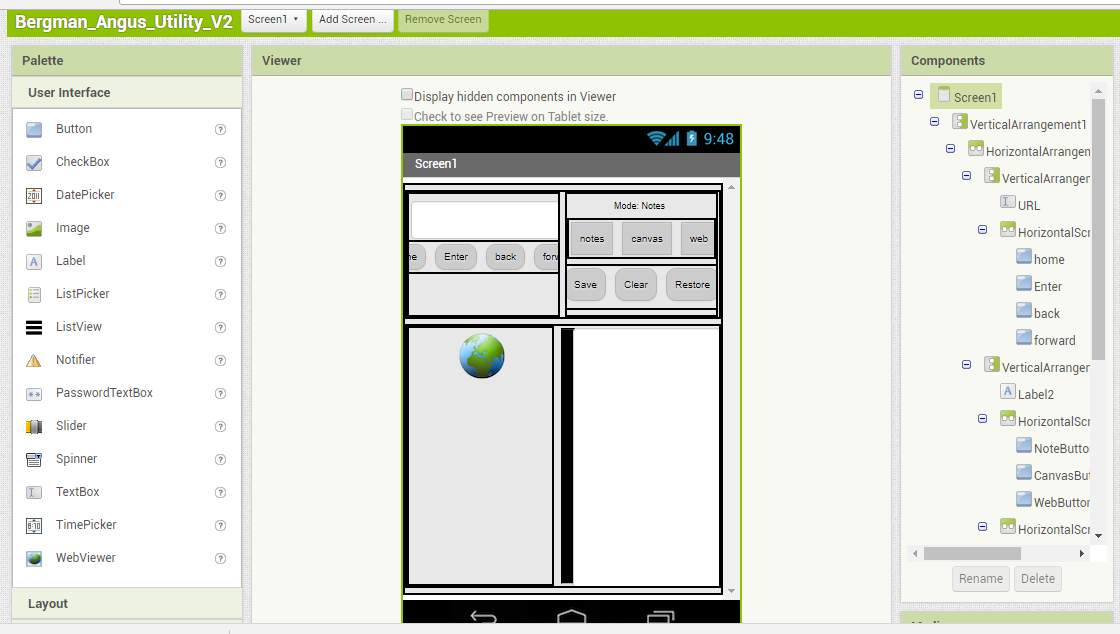 Bergman_Angus_Utility_V2 Screen1 Add Screen ... Remove Screen
Palette
User Interface
Button ?
CheckBox ?
DatePicker ?
Image ?
Label ?
ListPicker ?
ListView ?
Notifier ?
PasswordTextBox ?
Slider ?
Spinner ?
TextBox ?
TimePicker ?
WebViewer ?
Layout
Viewer
Display hidden components in Viewer
Check to see Preview on Tablet size.
9:48
Screen1
Mode: Notes
notes canvas web
ne Enter back forv
Save Clear Restore
Components
Screen1
VerticalArrangement1
HorizontalArrangen
VerticalArranger
URL
HorizontalScr
home
Enter
back
forward
VerticalArranger
Label2
HorizontalScr
NoteButto
CanvasBut
WebButtor
HorizontalScr
Rename Delete